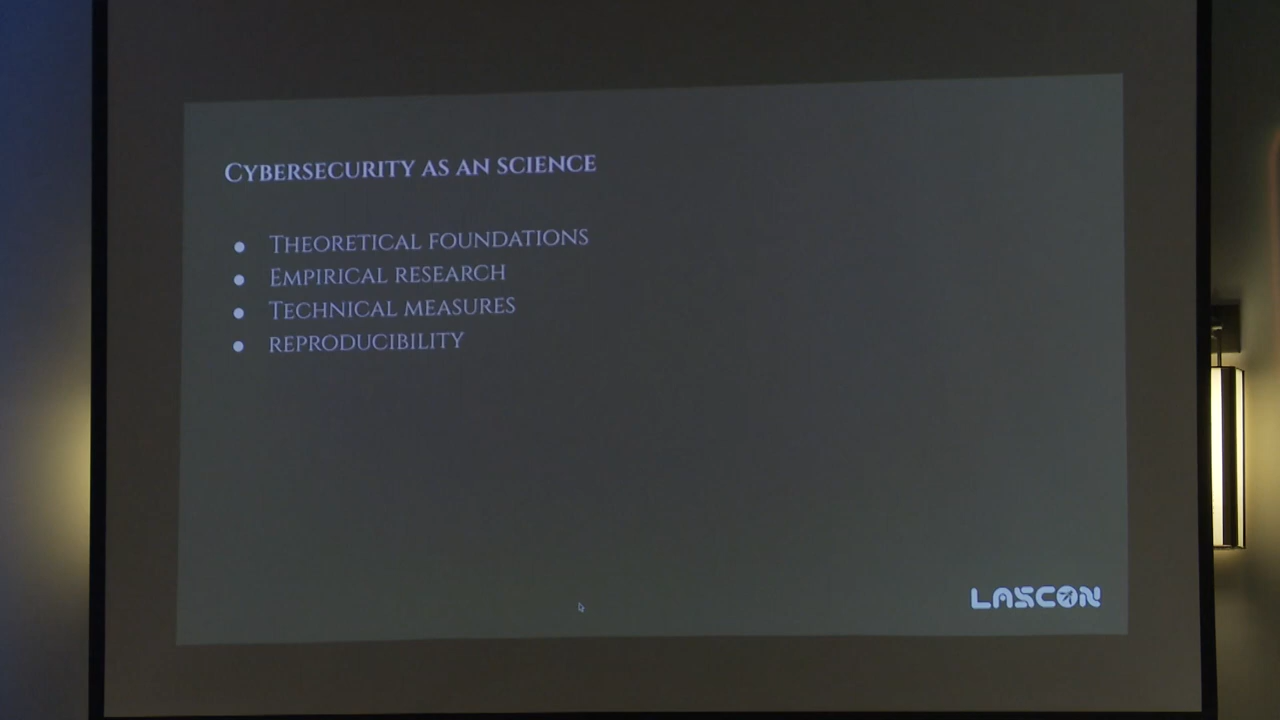 Cybersecurity as an science
Theoretical foundations
Empirical research
Technical measures
reproducibility
LASCON